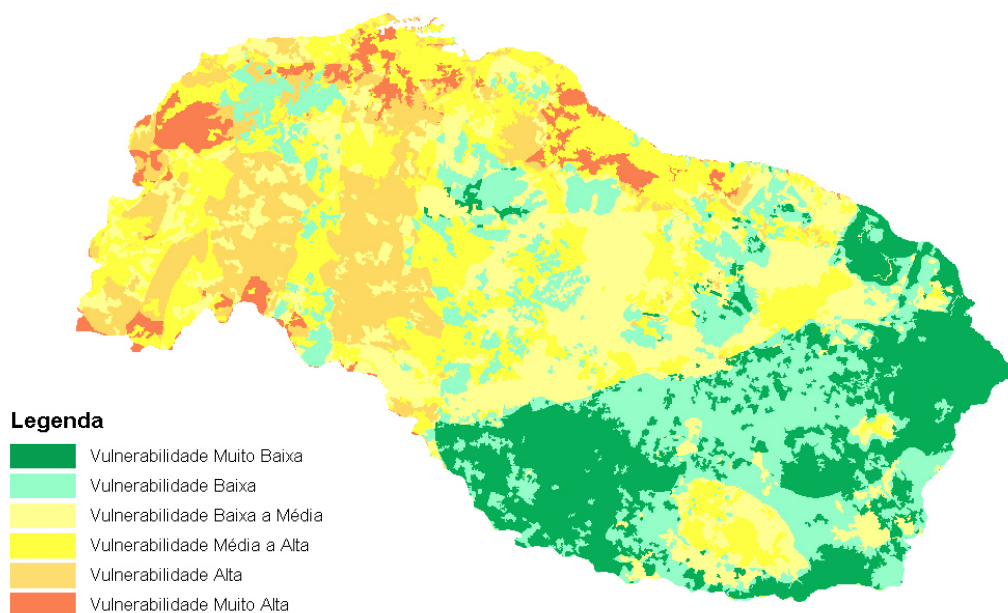 Legenda
Vulnerabilidade Muito Baixa
Vulnerabilidade Baixa
Vulnerabilidade Baixa a Média
Vulnerabilidade Média a Alta
Vulnerabilidade Alta
Vulnerabilidade Muito Alta